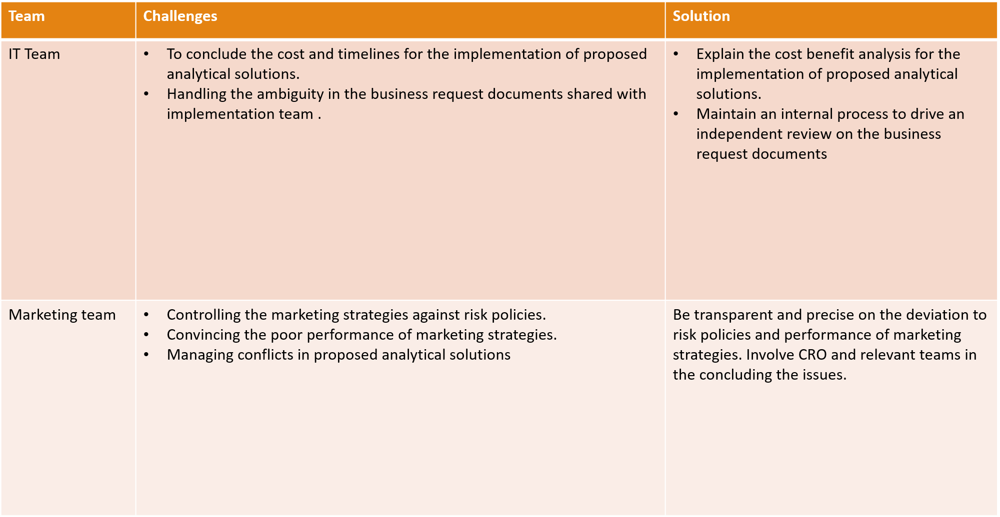 Team
Challenges
Solution
IT Team
• To conclude the cost and timelines for the implementation of proposed
analytical solutions.
• Handling the ambiguity in the business request documents shared with
implementation team .
• Explain the cost benefit analysis for the
implementation of proposed analytical
solutions.
• Maintain an internal process to drive an
independent review on the business
request documents
Marketing team
• Controlling the marketing strategies against risk policies.
• Convincing the poor performance of marketing strategies.
• Managing conflicts in proposed analytical solutions
Be transparent and precise on the deviation to
risk policies and performance of marketing
strategies. Involve CRO and relevant teams in
the concluding the issues.